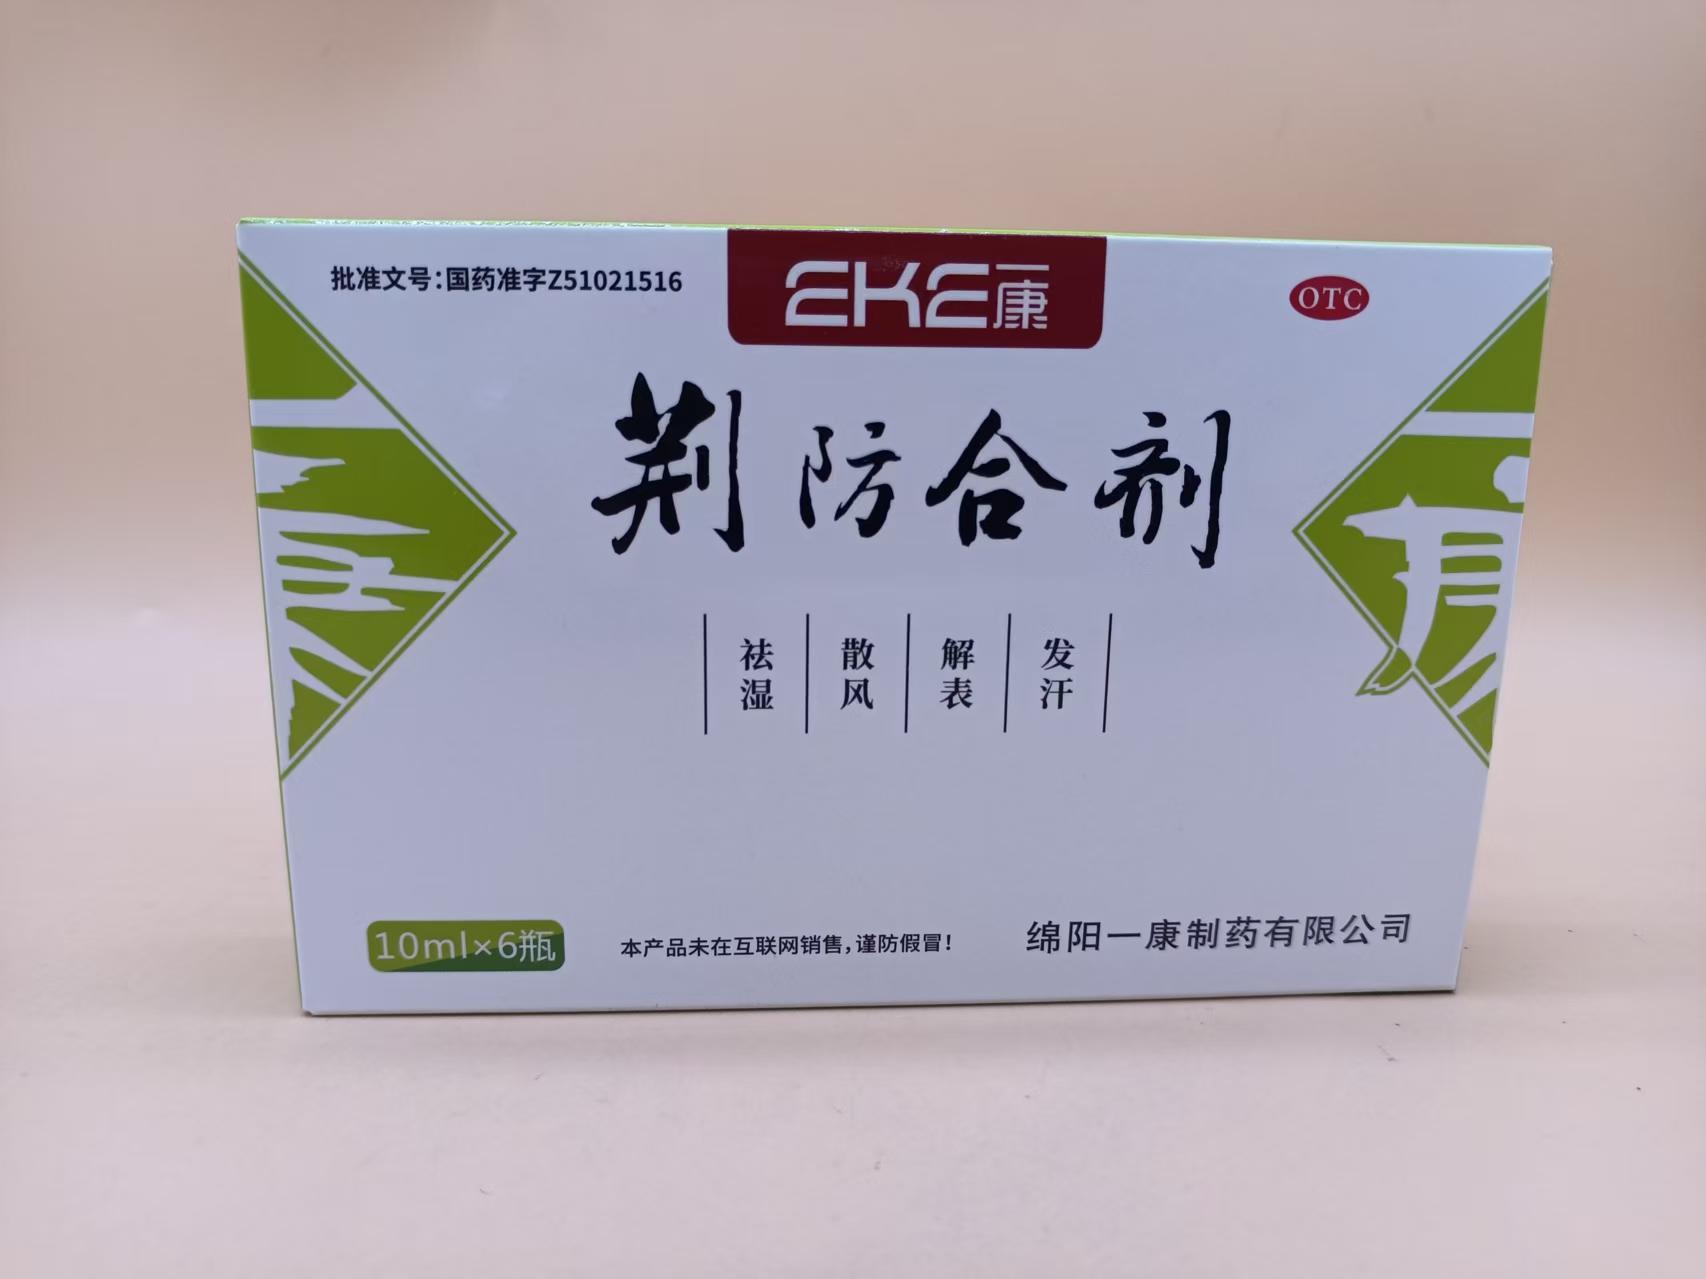 批准文号：国药准字Z51021516
EKE一康
OTC
荆防合剂
发汗
解表
散风
祛湿
10ml×6瓶
本产品未在互联网销售，谨防假冒！
绵阳一康制药有限公司